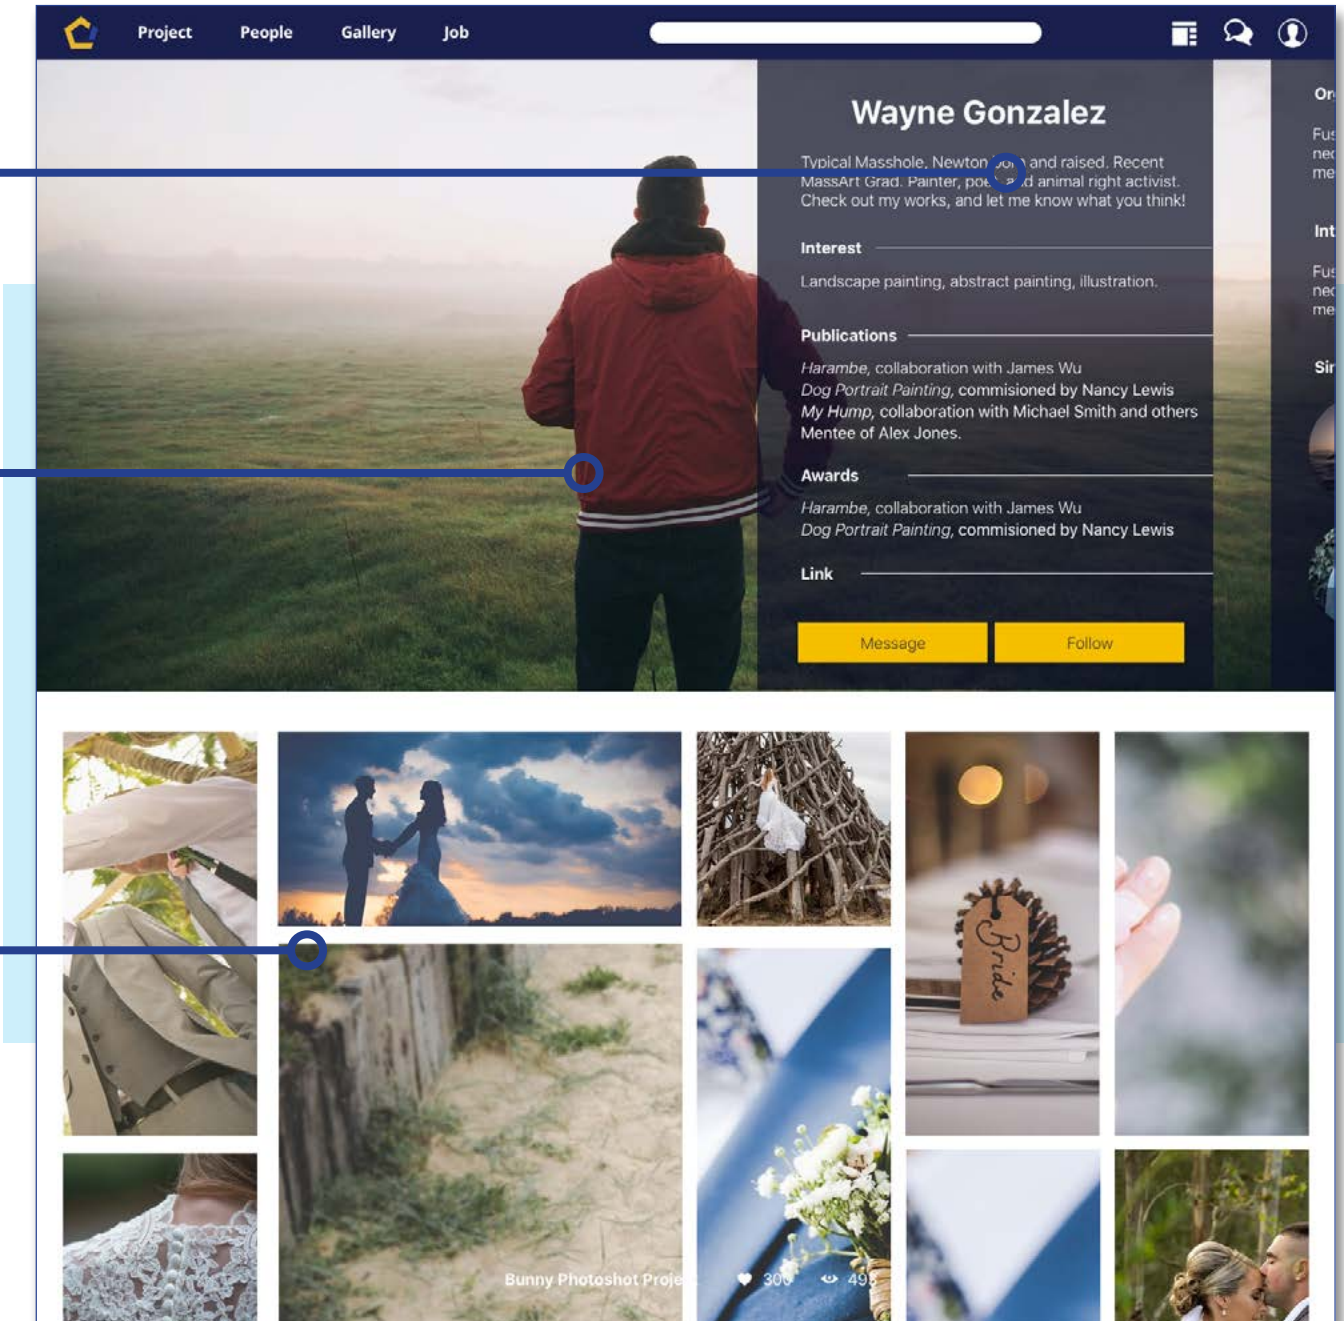 Project People Gallery Job
Wayne Gonzalez
Typical Masshole. Newton born and raised. Recent
MassArt Grad. Painter, poet and animal right activist.
Check out my works, and let me know what you think!
Interest
Landscape painting, abstract painting, illustration.
Publications
Harambe, collaboration with James Wu
Dog Portrait Painting, commisioned by Nancy Lewis
My Hump, collaboration with Michael Smith and others
Mentee of Alex Jones.
Awards
Harambe, collaboration with James Wu
Dog Portrait Painting, commisioned by Nancy Lewis
Link
Message Follow
Int
Bride
Bunny Photoshot Proje 300